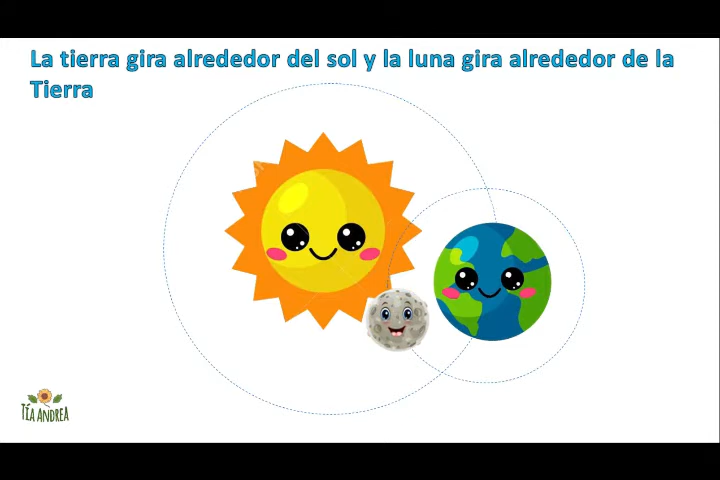 La tierra gira alrededor del sol y la luna gira alrededor de la
Tierra
TÍA ANDREA